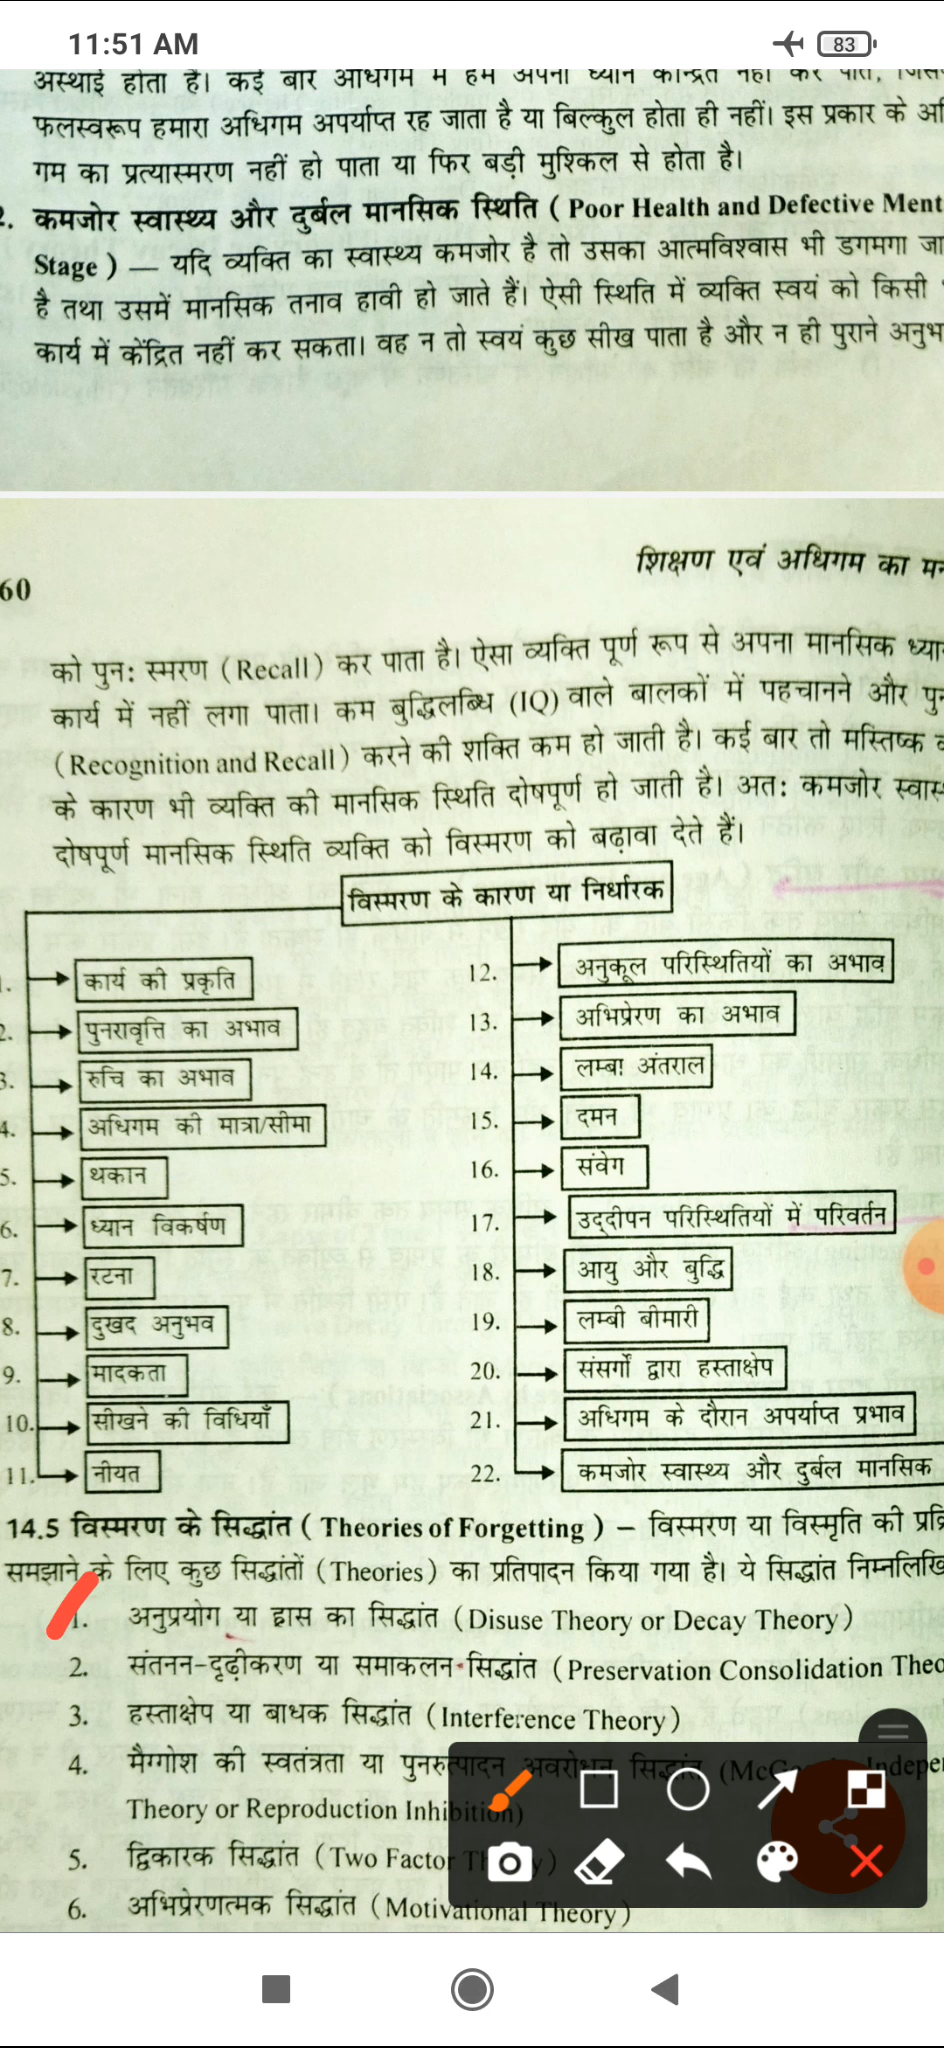 11:51 AM
83
अस्थाई होता है। कई बार अधिगम में हम अपना ध्यान केन्द्रित नहीं कर पाते,
फलस्वरूप हमारा अधिगम अपर्याप्त रह जाता है या बिल्कुल होता ही नहीं। इस प्रकार के
गम का प्रत्यास्मरण नहीं हो पाता या फिर बड़ी मुश्किल से होता है।
कमजोर स्वास्थ्य और दुर्बल मानसिक स्थिति ( Poor Health and Defective Ment
Stage ) — यदि व्यक्ति का स्वास्थ्य कमजोर है तो उसका आत्मविश्वास भी डगमगा जा
है तथा उसमें मानसिक तनाव हावी हो जाते हैं। ऐसी स्थिति में व्यक्ति स्वयं को किसी
कार्य में केंद्रित नहीं कर सकता। वह न तो स्वयं कुछ सीख पाता है और न ही पुराने अनुभ
शिक्षण एवं अधिगम का
60
को पुन: स्मरण (Recall) कर पाता है। ऐसा व्यक्ति पूर्ण रूप से अपना मानसिक ध्या
कार्य में नहीं लगा पाता। कम बुद्धिलब्धि (IQ) वाले बालकों में पहचानने और पु
(Recognition and Recall) करने की शक्ति कम हो जाती है। कई बार तो मस्तिष्क
के कारण भी व्यक्ति की मानसिक स्थिति दोषपूर्ण हो जाती है। अत: कमजोर स्वास
दोषपूर्ण मानसिक स्थिति व्यक्ति को विस्मरण को बढ़ावा देते हैं।
विस्मरण के कारण या निर्धारक
कार्य की प्रकृति
2. पुनरावृत्ति का अभाव
3. रुचि का अभाव
4. अधिगम की मात्रा/सीमा
5. थकान
6. ध्यान विकर्षण
7. रटना
8. दुखद अनुभव
9. मादकता
10. सीखने की विधियाँ
11. नीयत
12. अनुकूल परिस्थितियों का अभाव
13. अभिप्रेरण का अभाव
14. लम्बा अंतराल
15. दमन
16. संवेग
17. उद्दीपन परिस्थितियों में परिवर्तन
18. आयु और बुद्धि
19. लम्बी बीमारी
20. संसर्गों द्वारा हस्ताक्षेप
21. अधिगम के दौरान अपर्याप्त प्रभाव
22. कमजोर स्वास्थ्य और दुर्बल मानसिक
14.5 विस्मरण के सिद्धांत ( Theories of Forgetting ) – विस्मरण या विस्मृति की
समझाने के लिए कुछ सिद्धांतों (Theories) का प्रतिपादन किया गया है। ये सिद्धांत निम्नलिखि
1. अनुप्रयोग या ह्रास का सिद्धांत (Disuse Theory or Decay Theory)
2. संतनन-दृढ़ीकरण या समाकलन सिद्धांत (Preservation Consolidation Theo
3. हस्ताक्षेप या बाधक सिद्धांत (Interference Theory)
4. मैग्गोश की स्वतंत्रता या पुनरुत्पादन अवरोधन सिद्धांत
Theory or Reproduction Inhibition)
5. द्विकारक सिद्धांत (Two Factor
6. अभिप्रेरणत्मक सिद्धांत (Motivational Theory)